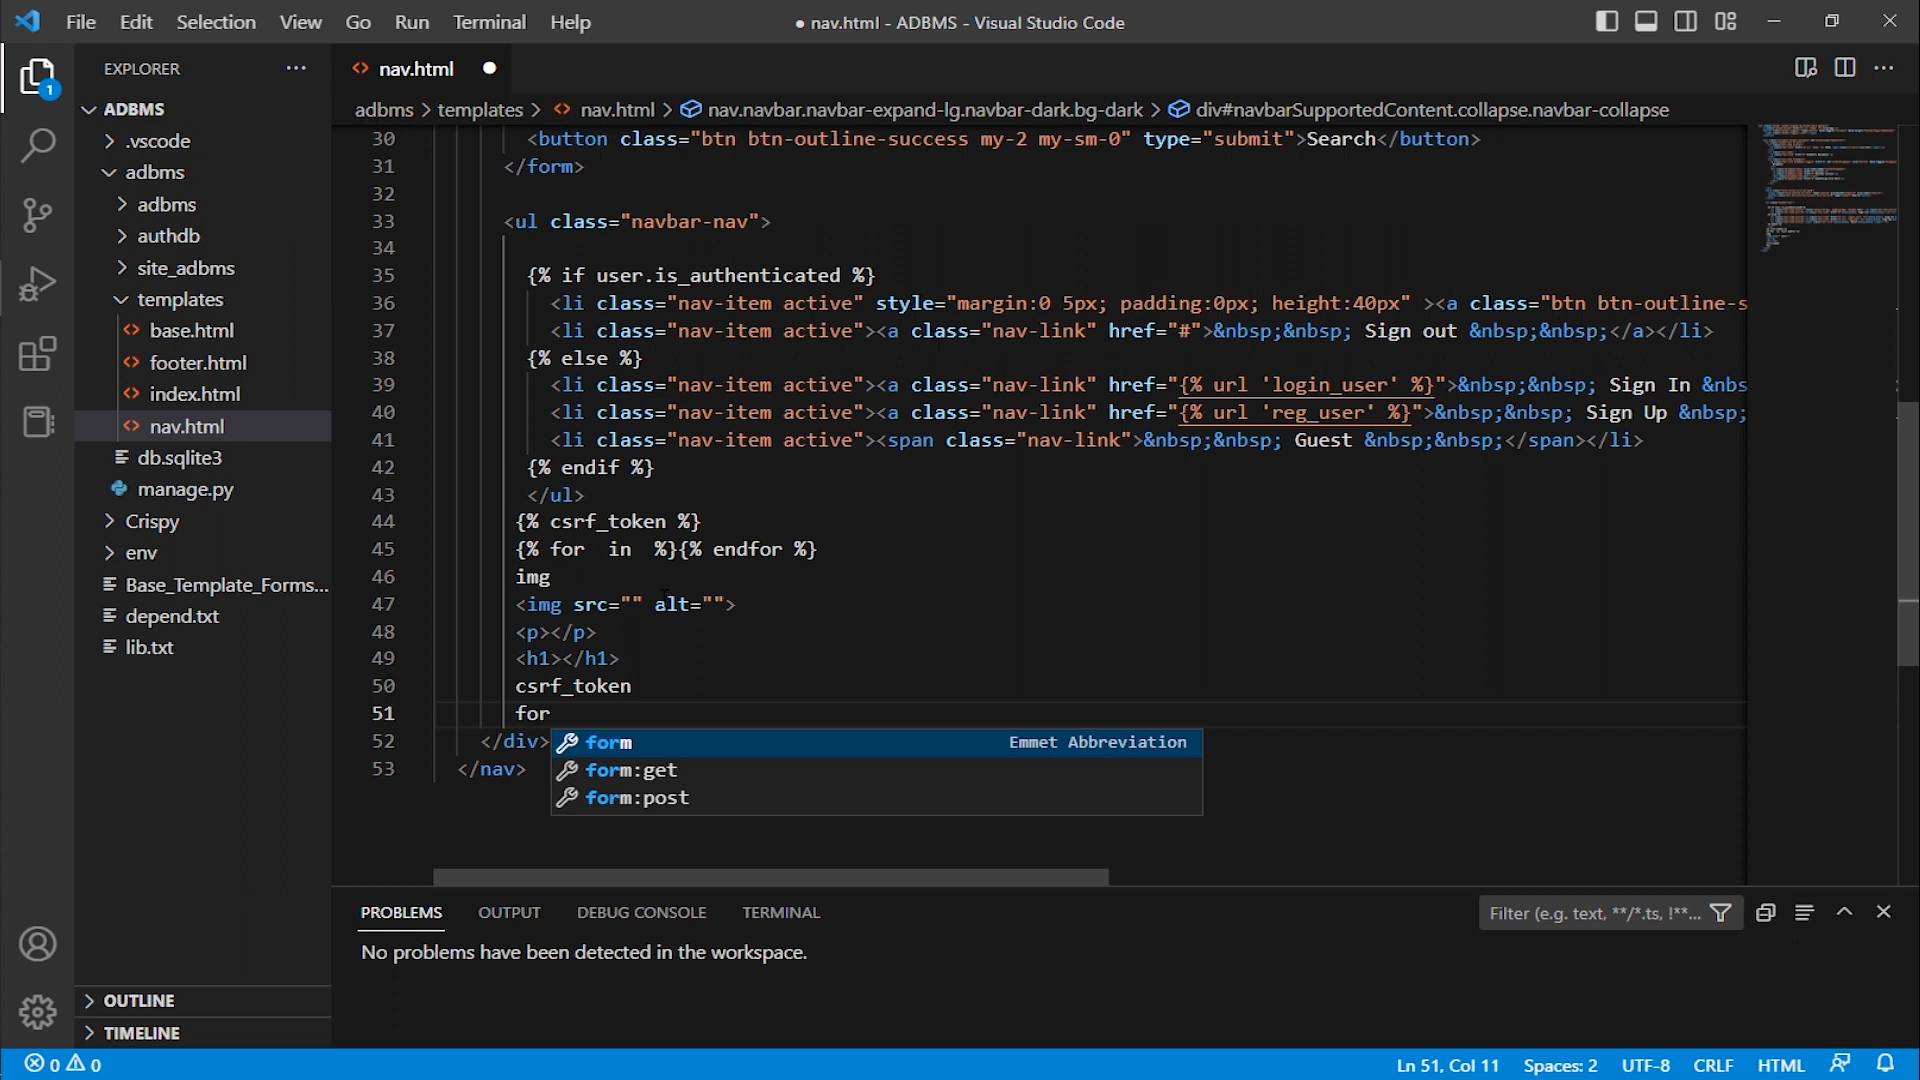 File Edit Selection View Go Run Terminal Help
● nav.html - ADBMS - Visual Studio Code
EXPLORER
1
ADBMS
.vscode
adbms
adbms
authdb
site_adbms
templates
base.html
footer.html
index.html
nav.html
db.sqlite3
manage.py
Crispy
env
Base_Template_Forms...
depend.txt
lib.txt
OUTLINE
TIMELINE
nav.html
adbms > templates > nav.html > nav.navbar.navbar-expand-lg.navbar-dark.bg-dark > div#navbarSupportedContent.collapse.navbar-collapse
30 <button class="btn btn-outline-success my-2 my-sm-0" type="submit">Search</button>
31 </form>
32
33 <ul class="navbar-nav">
34
35 {% if user.is_authenticated %}
36 <li class="nav-item active" style="margin:0 5px; padding:0px; height:40px" ><a class="btn btn-outline-s
37 <li class="nav-item active"><a class="nav-link" href="#">&nbsp;&nbsp; Sign out &nbsp;&nbsp;</a></li>
38 {% else %}
39 <li class="nav-item active"><a class="nav-link" href="{% url 'login_user' %}">&nbsp;&nbsp; Sign In &nbs
40 <li class="nav-item active"><a class="nav-link" href="{% url 'reg_user' %}">&nbsp;&nbsp; Sign Up &nbsp;
41 <li class="nav-item active"><span class="nav-link">&nbsp;&nbsp; Guest &nbsp;&nbsp;</span></li>
42 {% endif %}
43 </ul>
44 {% csrf_token %}
45 {% for  in  %}{% endfor %}
46 img
47 <img src="" alt="">
48 <p></p>
49 <h1></h1>
50 csrf_token
51 for
52 </div>
53 </nav>
form Emmet Abbreviation
form:get
form:post
PROBLEMS OUTPUT DEBUG CONSOLE TERMINAL
Filter (e.g. text, **/*.ts, !**...
No problems have been detected in the workspace.
0 0 Ln 51, Col 11 Spaces: 2 UTF-8 CRLF HTML